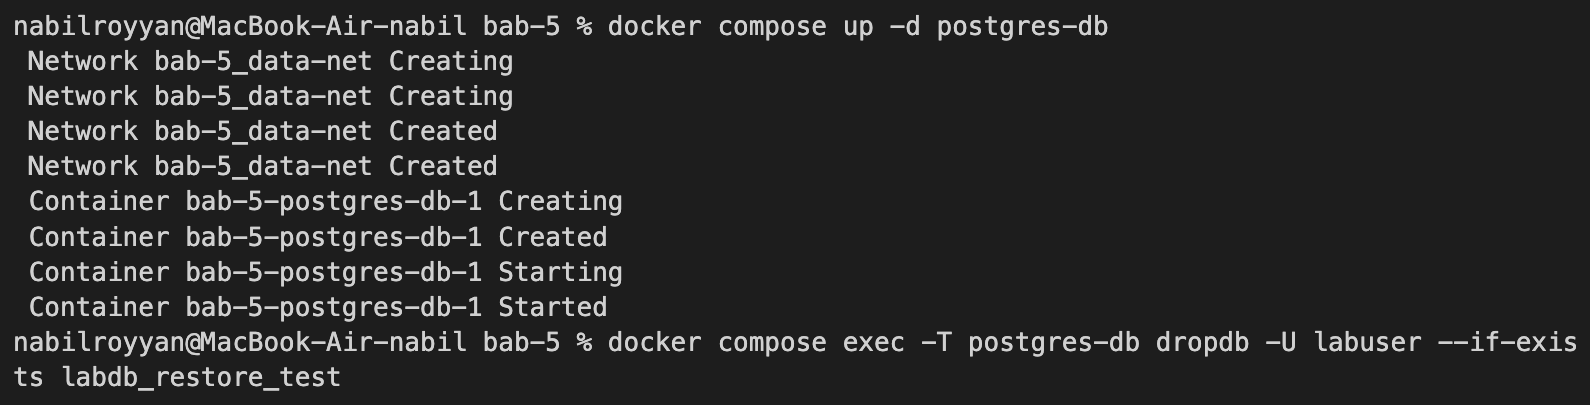 nabilroyyan@MacBook-Air-nabil bab-5 % docker compose up -d postgres-db
Network bab-5_data-net Creating
Network bab-5_data-net Creating
Network bab-5_data-net Created
Network bab-5_data-net Created
Container bab-5-postgres-db-1 Creating
Container bab-5-postgres-db-1 Created
Container bab-5-postgres-db-1 Starting
Container bab-5-postgres-db-1 Started
nabilroyyan@MacBook-Air-nabil bab-5 % docker compose exec -T postgres-db dropdb -U labuser --if-exis
ts labdb_restore_test